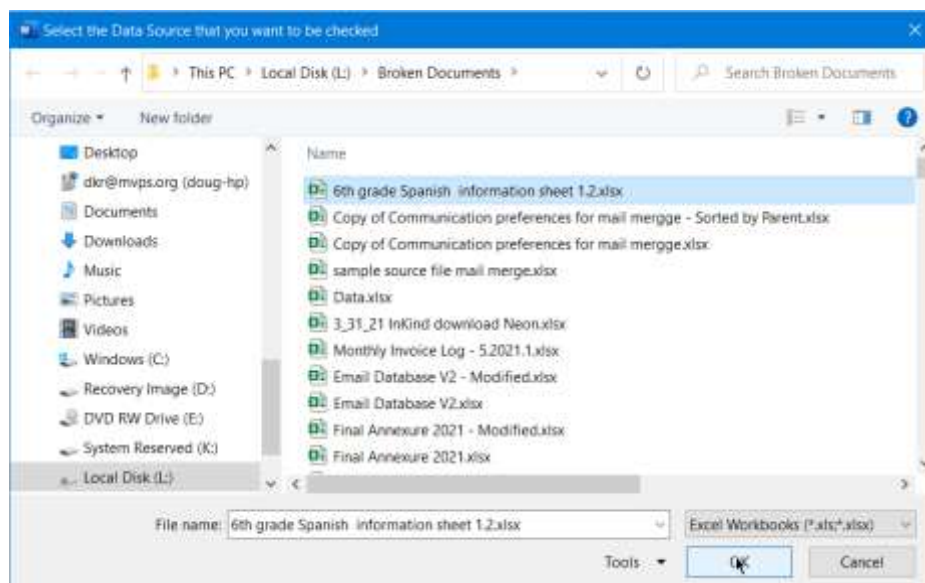 Select the Data Source that you want to be checked
This PC > Local Disk (L:) > Broken Documents >
Search Broken Documents
Organize
New folder
Desktop
dkr@mvps.org (doug-hp)
Documents
Downloads
Music
Pictures
Videos
Windows (C:)
Recovery Image (D:)
DVD RW Drive (E:)
System Reserved (K:)
Local Disk (L:)
Name
6th grade Spanish  information sheet 1.2.xlsx
Copy of Communication preferences for mail mergge - Sorted by Parent.xlsx
Copy of Communication preferences for mail mergge.xlsx
sample source file mail merge.xlsx
Data.xlsx
3_31_21 InKind download Neon.xlsx
Monthly Invoice Log - 5.2021.1.xlsx
Email Database V2 - Modified.xlsx
Email Database V2.xlsx
Final Annexure 2021 - Modified.xlsx
Final Annexure 2021.xlsx
File name: 6th grade Spanish  information sheet 1.2.xlsx
Excel Workbooks (*.xls;*.xlsx)
Tools
OK
Cancel